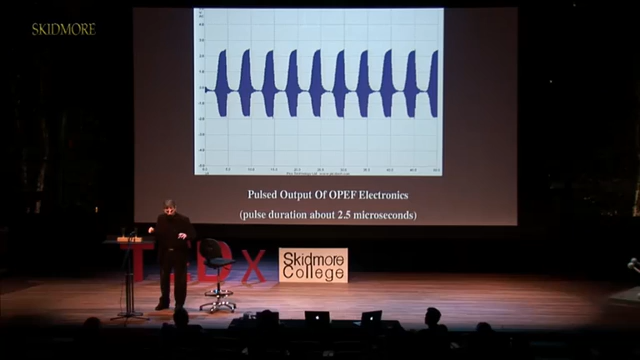 SKIDMORE
Pulsed Output Of OPEF Electronics
(pulse duration about 2.5 microseconds)
TEDx
Skidmore
College